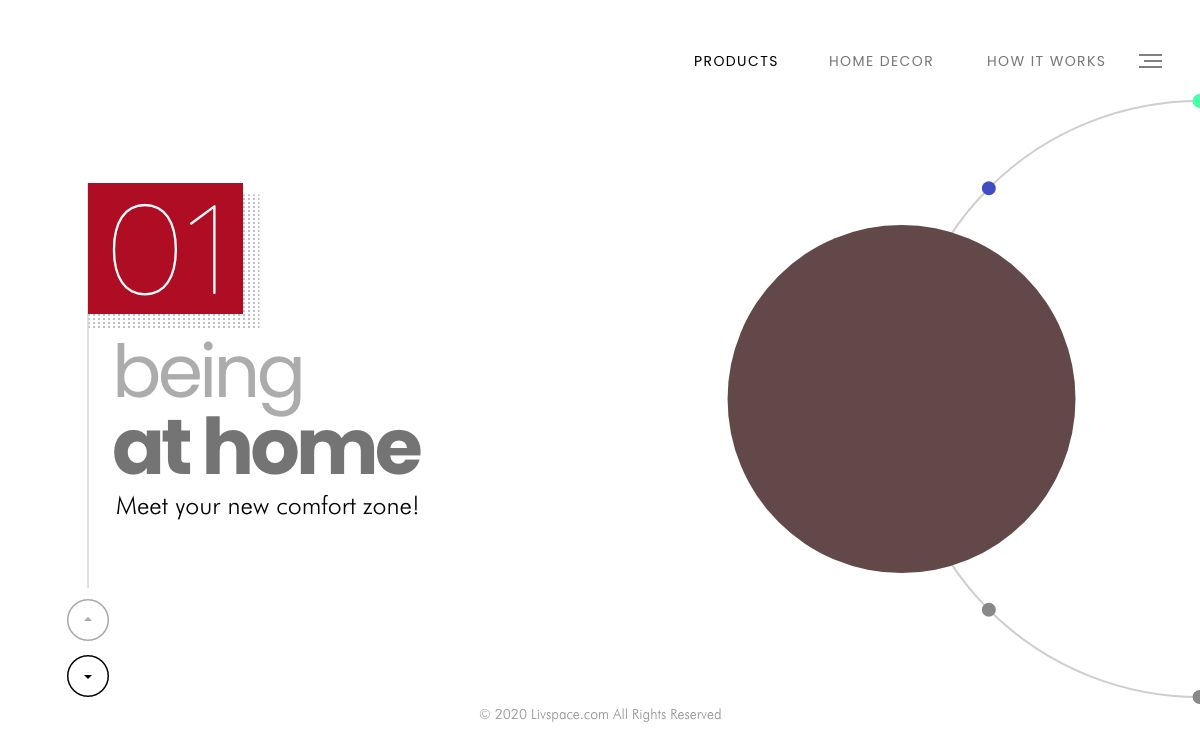 PRODUCTS HOME DECOR HOW IT WORKS
01
being
at home
Meet your new comfort zone!
© 2020 Livspace.com All Rights Reserved